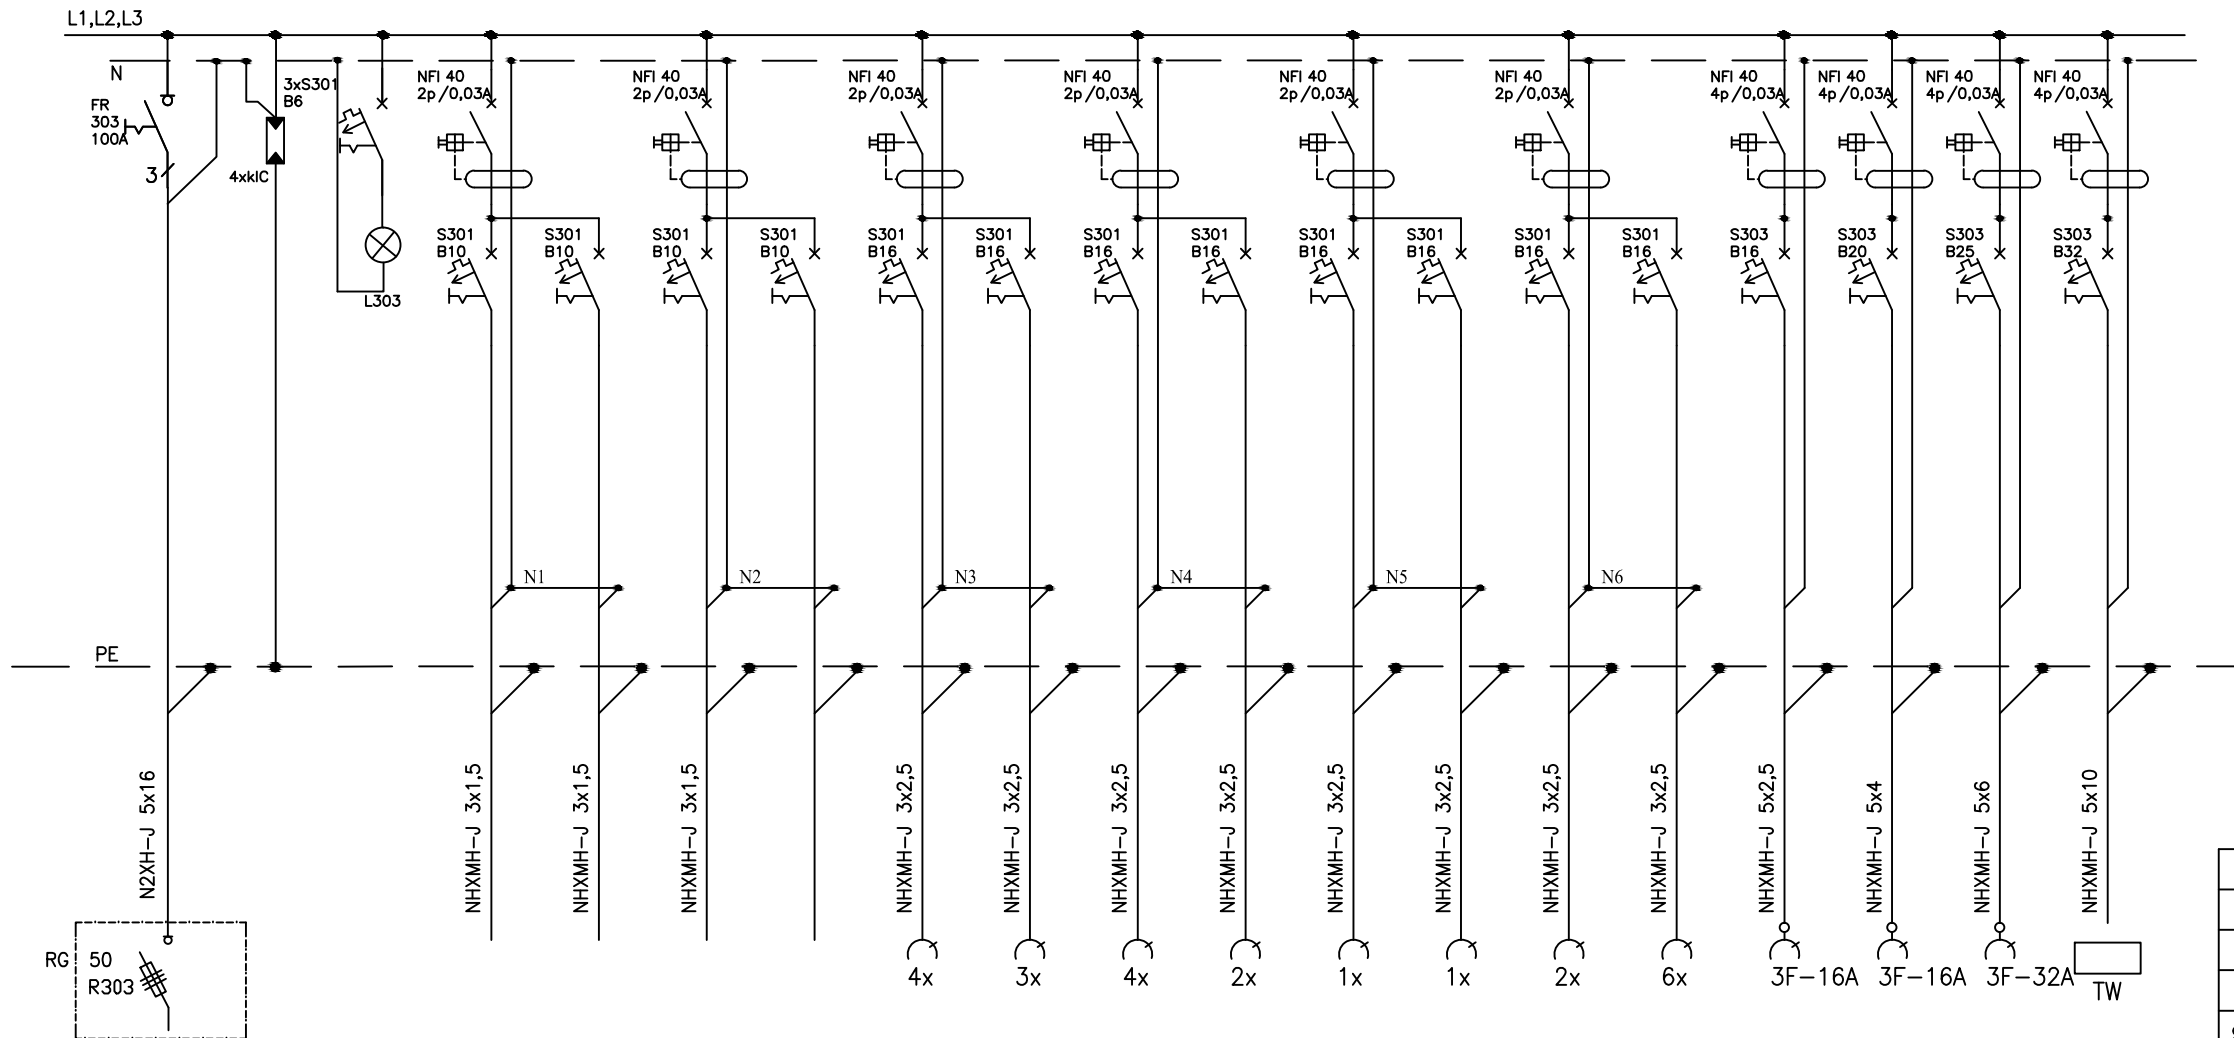 L1,L2,L3
N
FR
303
100A
3
3xS301
B6
4xkIC
L303
NFI 40
2p/0,03A
NFI 40
2p/0,03A
NFI 40
2p/0,03A
NFI 40
2p/0,03A
NFI 40
2p/0,03A
NFI 40
2p/0,03A
NFI 40
4p/0,03A
NFI 40
4p/0,03A
NFI 40
4p/0,03A
NFI 40
4p/0,03A
S301
B10
S301
B10
S301
B10
S301
B10
S301
B16
S301
B16
S301
B16
S301
B16
S301
B16
S301
B16
S301
B16
S301
B16
S303
B16
S303
B20
S303
B25
S303
B32
N1
N2
N3
N4
N5
N6
PE
N2XH-J 5x16
NHXMH-J 3x1,5
NHXMH-J 3x1,5
NHXMH-J 3x1,5
NHXMH-J 3x2,5
NHXMH-J 3x2,5
NHXMH-J 3x2,5
NHXMH-J 3x2,5
NHXMH-J 3x2,5
NHXMH-J 3x2,5
NHXMH-J 3x2,5
NHXMH-J 3x2,5
NHXMH-J 5x2,5
NHXMH-J 5x4
NHXMH-J 5x6
NHXMH-J 5x10
RG
50
R303
4x
3x
4x
2x
1x
1x
2x
6x
3F-16A
3F-16A
3F-32A
TW